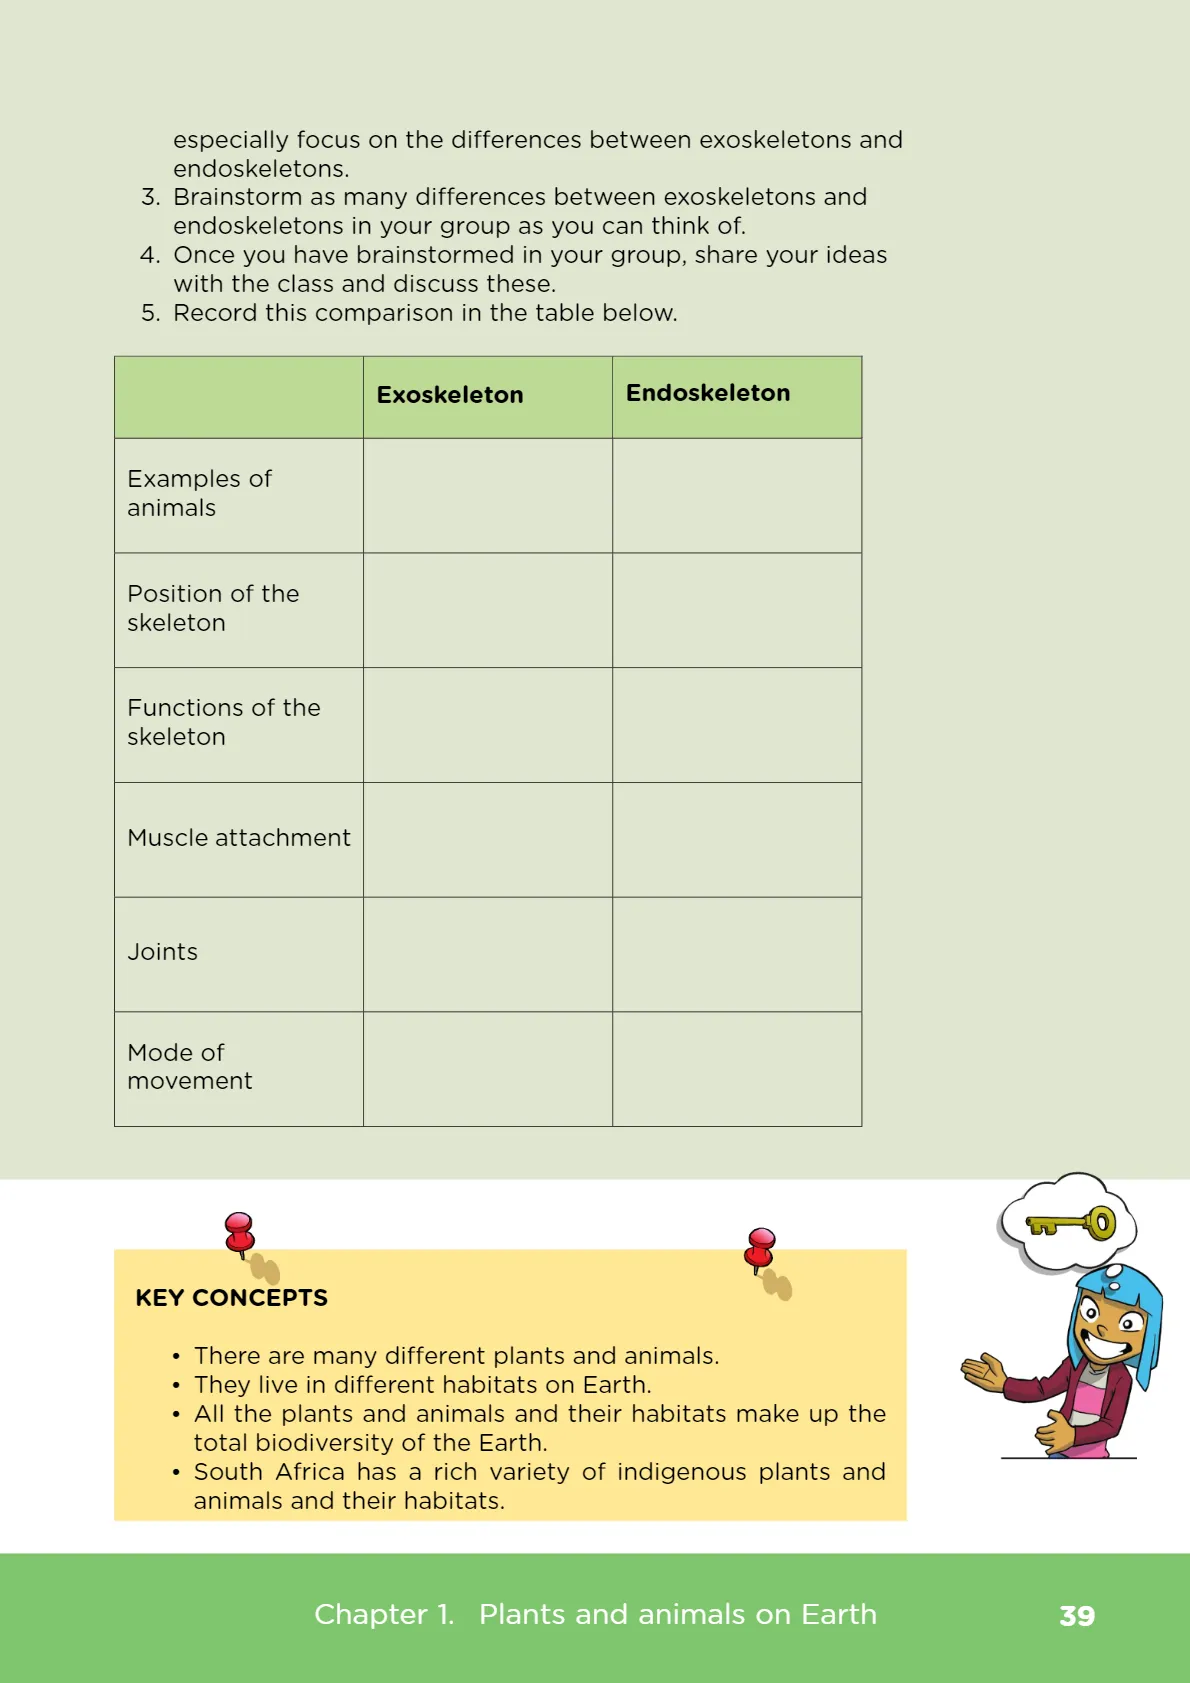 especially focus on the differences between exoskeletons and
endoskeletons.
3. Brainstorm as many differences between exoskeletons and
endoskeletons in your group as you can think of.
4. Once you have brainstormed in your group, share your ideas
with the class and discuss these.
5. Record this comparison in the table below.
Exoskeleton
Endoskeleton
Examples of
animals
Position of the
skeleton
Functions of the
skeleton
Muscle attachment
Joints
Mode of
movement
KEY CONCEPTS
• There are many different plants and animals.
• They live in different habitats on Earth.
• All the plants and animals and their habitats make up the
total biodiversity of the Earth.
• South Africa has a rich variety of indigenous plants and
animals and their habitats.
Chapter 1. Plants and animals on Earth 39